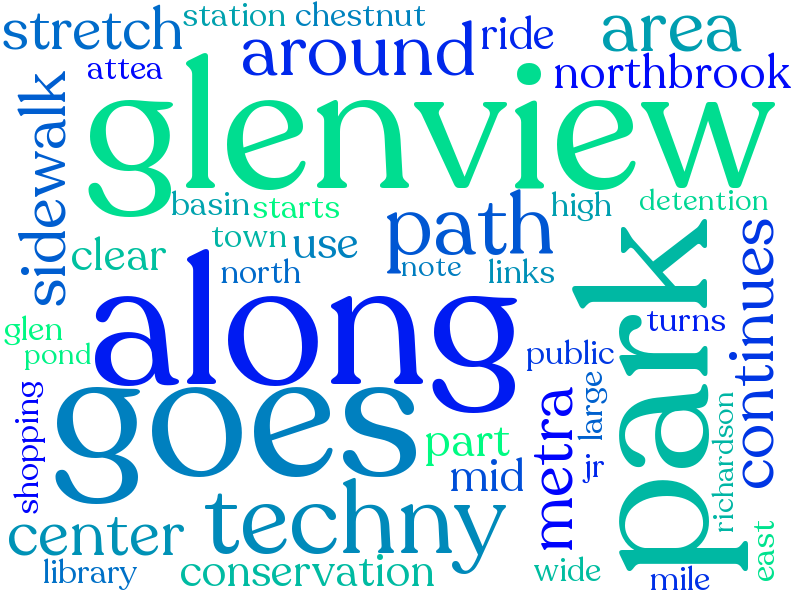 station chestnut
stretch
around
ride
area
attea
northbrook
sidewalk
glenview
basin
starts
path
high
detention
clear
town
use
north
note
links
along
park
continues
glen
pond
turns
public
shopping
goes
large
metra
jr
richardson
part
mid
center
techny
library
conservation
wide
mile
east